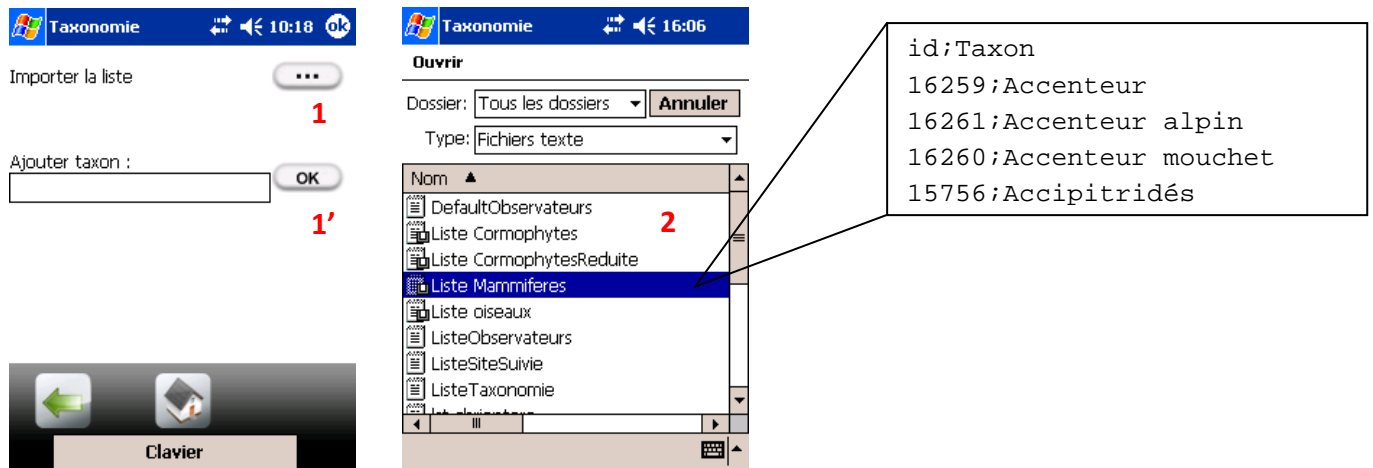 Taxonomie 10:18 ok
Importer la liste ...
1
Ajouter taxon :
OK
1'
Clavier
Taxonomie 16:06
Ouvrir
Dossier: Tous les dossiers Annuler
Type: Fichiers texte
Nom
DefaultObservateurs
2
Liste Cormophytes
Liste CormophytesReduite
Liste Mammiferes
Liste oiseaux
ListeObservateurs
ListeSiteSuivie
ListeTaxonomie
id;Taxon
16259;Accenteur
16261;Accenteur alpin
16260;Accenteur mouchet
15756;Accipitridés